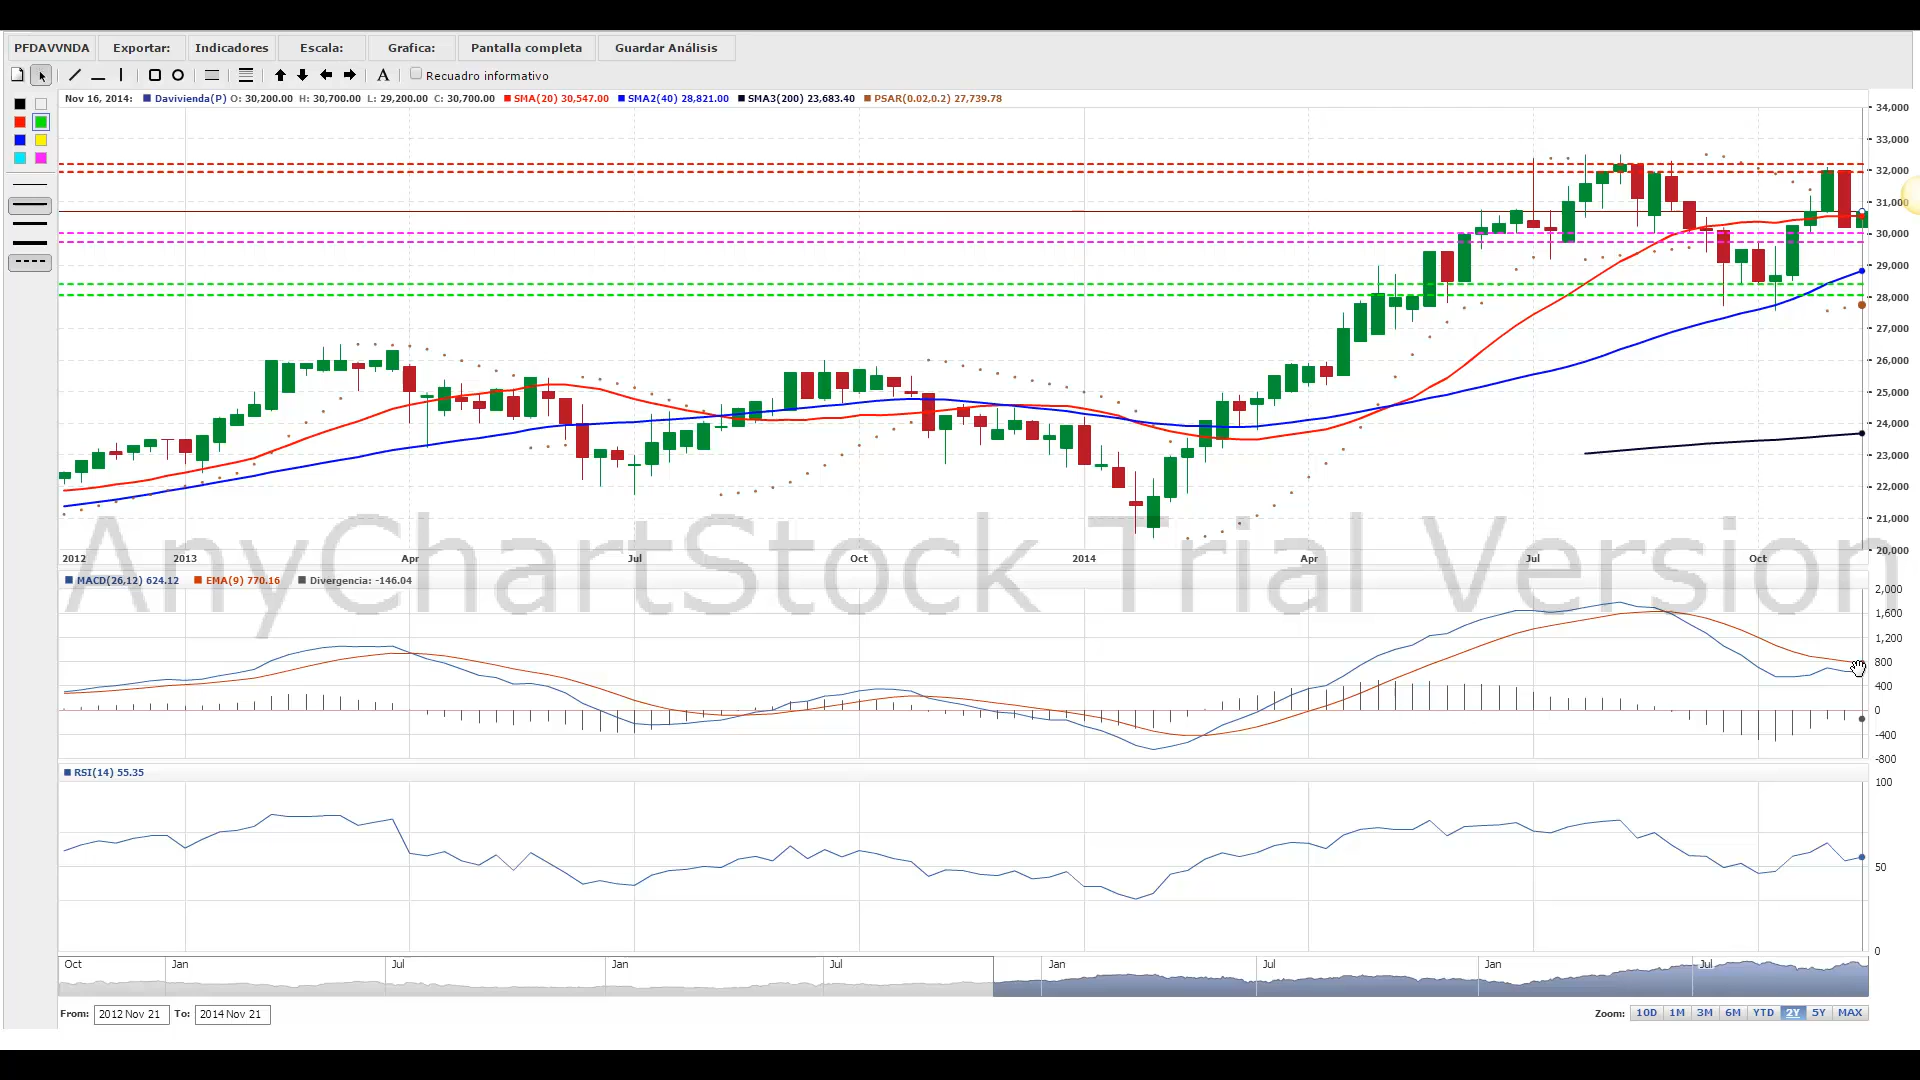 PFDAVVNDA Exportar: Indicadores Escala: Grafica: Pantalla completa Guardar Análisis
A Recuadro informativo
Nov 16, 2014: Davivienda(P) O: 30,200.00 H: 30,700.00 L: 29,200.00 C: 30,700.00 SMA(20) 30,547.00 SMA2(40) 28,821.00 SMA3(200) 23,683.40 PSAR(0.02,0.2) 27,739.78
34,000
33,000
32,000
31,000
30,000
29,000
28,000
27,000
26,000
25,000
24,000
23,000
22,000
21,000
20,000
AnyChartStock Trial Version
2012 2013 Apr Jul Oct 2014 Apr Jul Oct
MACD(26,12) 624.12 EMA(9) 770.16 Divergencia: -146.04
2,000
1,600
1,200
800
400
0
-400
-800
RSI(14) 55.35
100
50
0
Oct Jan Jul Jan Jul Jan Jul Jan Jul
From: 2012 Nov 21 To: 2014 Nov 21 Zoom: 10D 1M 3M 6M YTD 2Y 5Y MAX